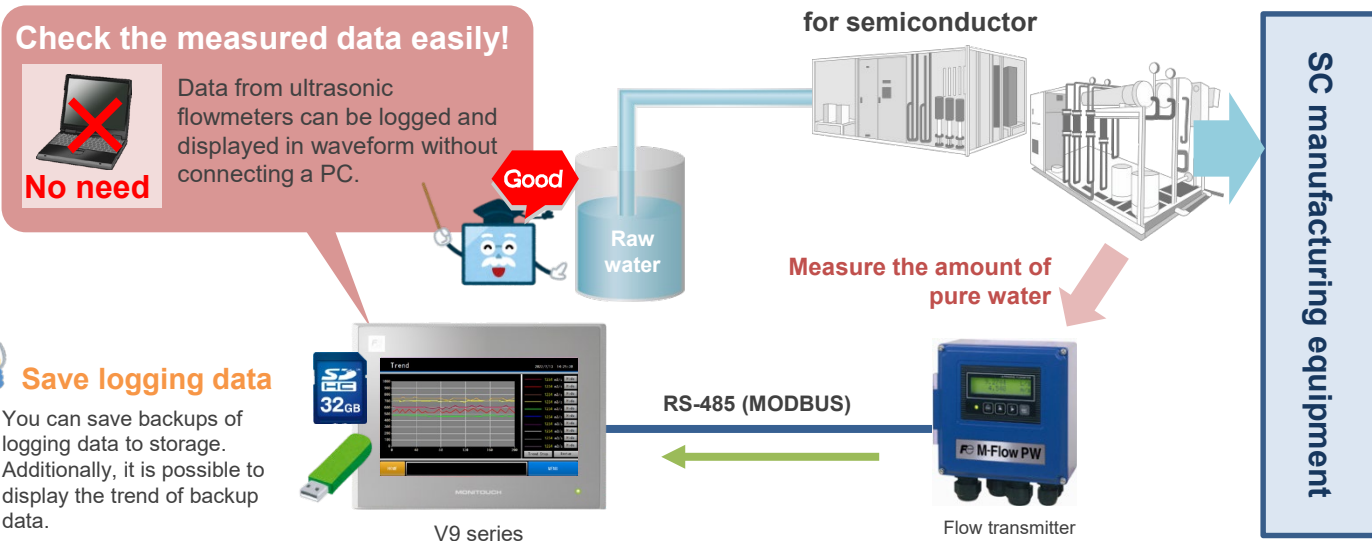 Check the measured data easily!
No need
Data from ultrasonic
flowmeters can be logged and
displayed in waveform without
connecting a PC.
Good
for semiconductor
Raw
water
Measure the amount of
pure water
SC manufacturing equipment
Save logging data
You can save backups of
logging data to storage.
Additionally, it is possible to
display the trend of backup
data.
SD
HC
32GB
Trend
MONITOUCH
V9 series
RS-485 (MODBUS)
Fe M-Flow PW
Flow transmitter